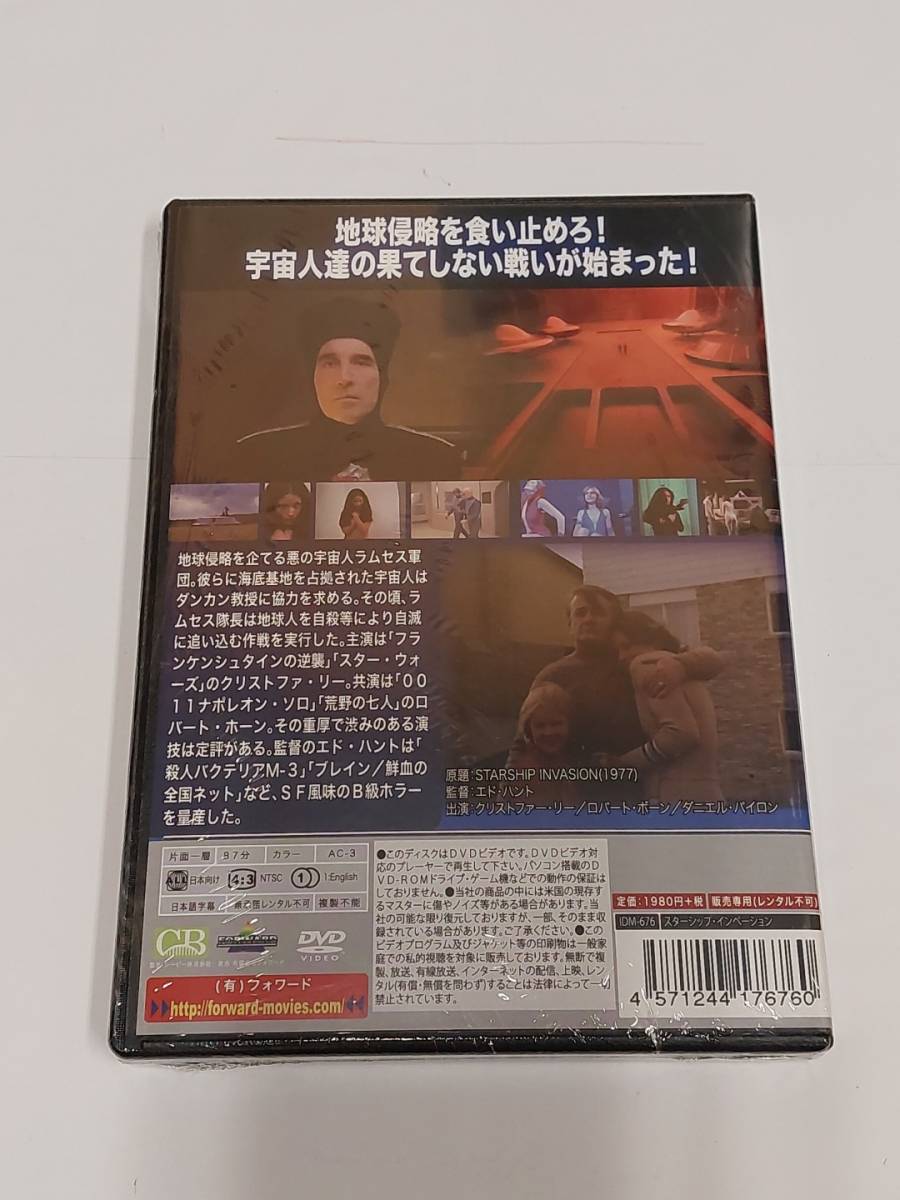 地球侵略を食い止めろ!
宇宙人達の果てしない戦いが始まった!
地球侵略を企てる悪の宇宙人ラムセス軍
団。彼らに海底基地を占拠された宇宙人は
ダンカン教授に協力を求める。その頃、ラ
ムセス隊長は地球人を自殺等により自滅
に追い込む作戦を実行した。主演は「フラ
ンケンシュタインの逆襲」「スター・ウォ
ーズ」のクリストファ・リー。共演は「00
11ナポレオン・ソロ」「荒野の七人」のロ
バート・ホーン。その重厚で渋みのある演
技は定評がある。監督のエド・ハントは「
殺人バクテリアM-3」「ブレイン/鮮血の
全国ネット」など、SF風味のB級ホラー
を量産した。
原題:STARSHIP INVASION(1977)
監督:エド・ハント
出演:クリストファー・リー/ロバート・ボーン/ダニエル・パイロン
片面一層 87分 カラー AC-3
ALL 日本向け 4:3 NTSC 1 1:English
日本語字幕 無断レンタル不可 複製不能
CB
FORWARD
DVD
VIDEO
(有)フォワード
http://forward-movies.com/
●このディスクはDVDビデオです。DVDビデオ対
応のプレーヤーで再生して下さい。パソコン搭載のD
VD-ROMドライブ・ゲーム機などでの動作の保証は
しておりません。●当社の商品の中には米国の現存す
るマスターに傷やノイズ等がある場合があります。当
社の可能な限り復元しておりますが、一部、そのまま収
録されている場合があります。ご了承ください。●この
ビデオプログラム及びジャケット等の印刷物は一般家
庭での私的視聴を対象に販売しております。無断で複
製、放送、有線放送、インターネットの配信、上映、レン
タル(有償・無償を問わず)することは法律によって一切
禁止されています。
定価:1980円+税 販売専用(レンタル不可)
IDM-676 スターシップ・インベーション
4 571244 176760